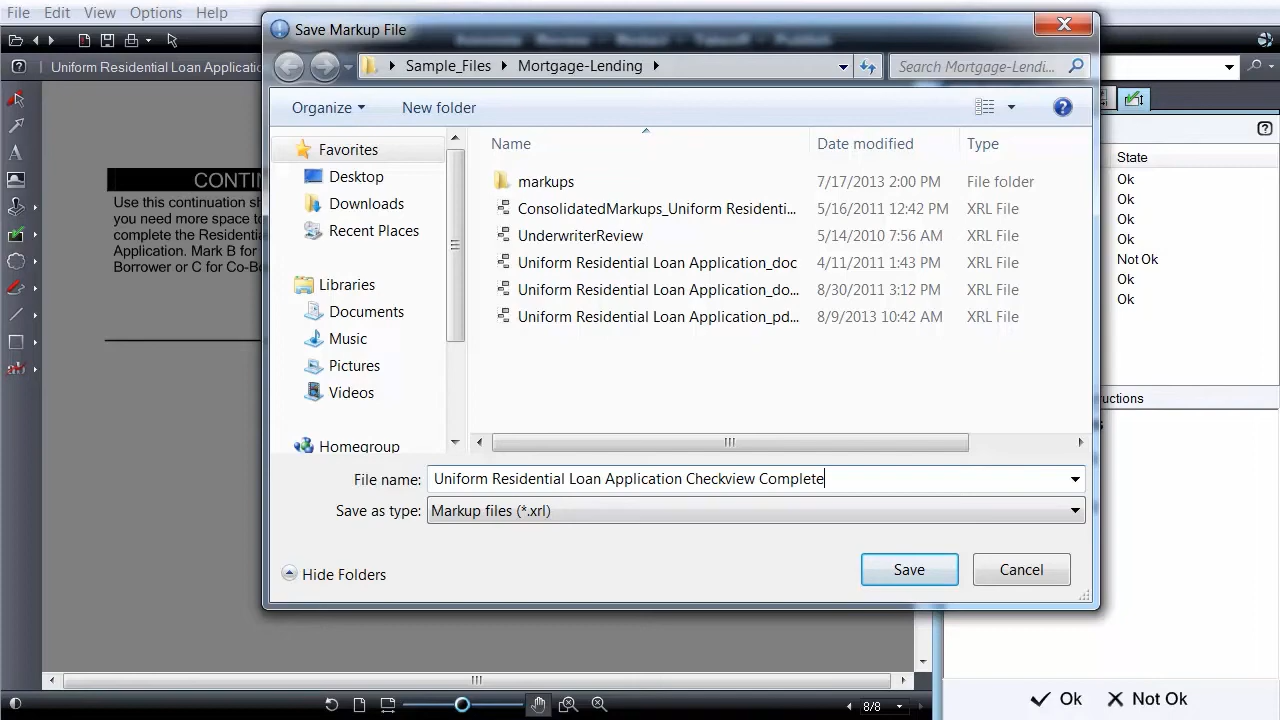 File Edit View Options Help
Save Markup File
Sample_Files Mortgage-Lending
Search Mortgage-Lendi...
Uniform Residential Loan Applicatio
Organize New folder
Favorites
Desktop
Downloads
Recent Places
Libraries
Documents
Music
Pictures
Videos
Homegroup
Name Date modified Type
markups 7/17/2013 2:00 PM File folder
ConsolidatedMarkups_Uniform Residenti... 5/16/2011 12:42 PM XRL File
UnderwriterReview 5/14/2010 7:56 AM XRL File
Uniform Residential Loan Application_doc 4/11/2011 1:43 PM XRL File
Uniform Residential Loan Application_do... 8/30/2011 3:12 PM XRL File
Uniform Residential Loan Application_pd... 8/9/2013 10:42 AM XRL File
File name: Uniform Residential Loan Application Checkview Complete
Save as type: Markup files (*.xrl)
Hide Folders
Save Cancel
CONTIN
Use this continuation sh
you need more space to
complete the Residentia
Application. Mark B for
Borrower or C for Co-Bo
State
Ok
Ok
Ok
Ok
Not Ok
Ok
Ok
uctions
8/8
Ok Not Ok